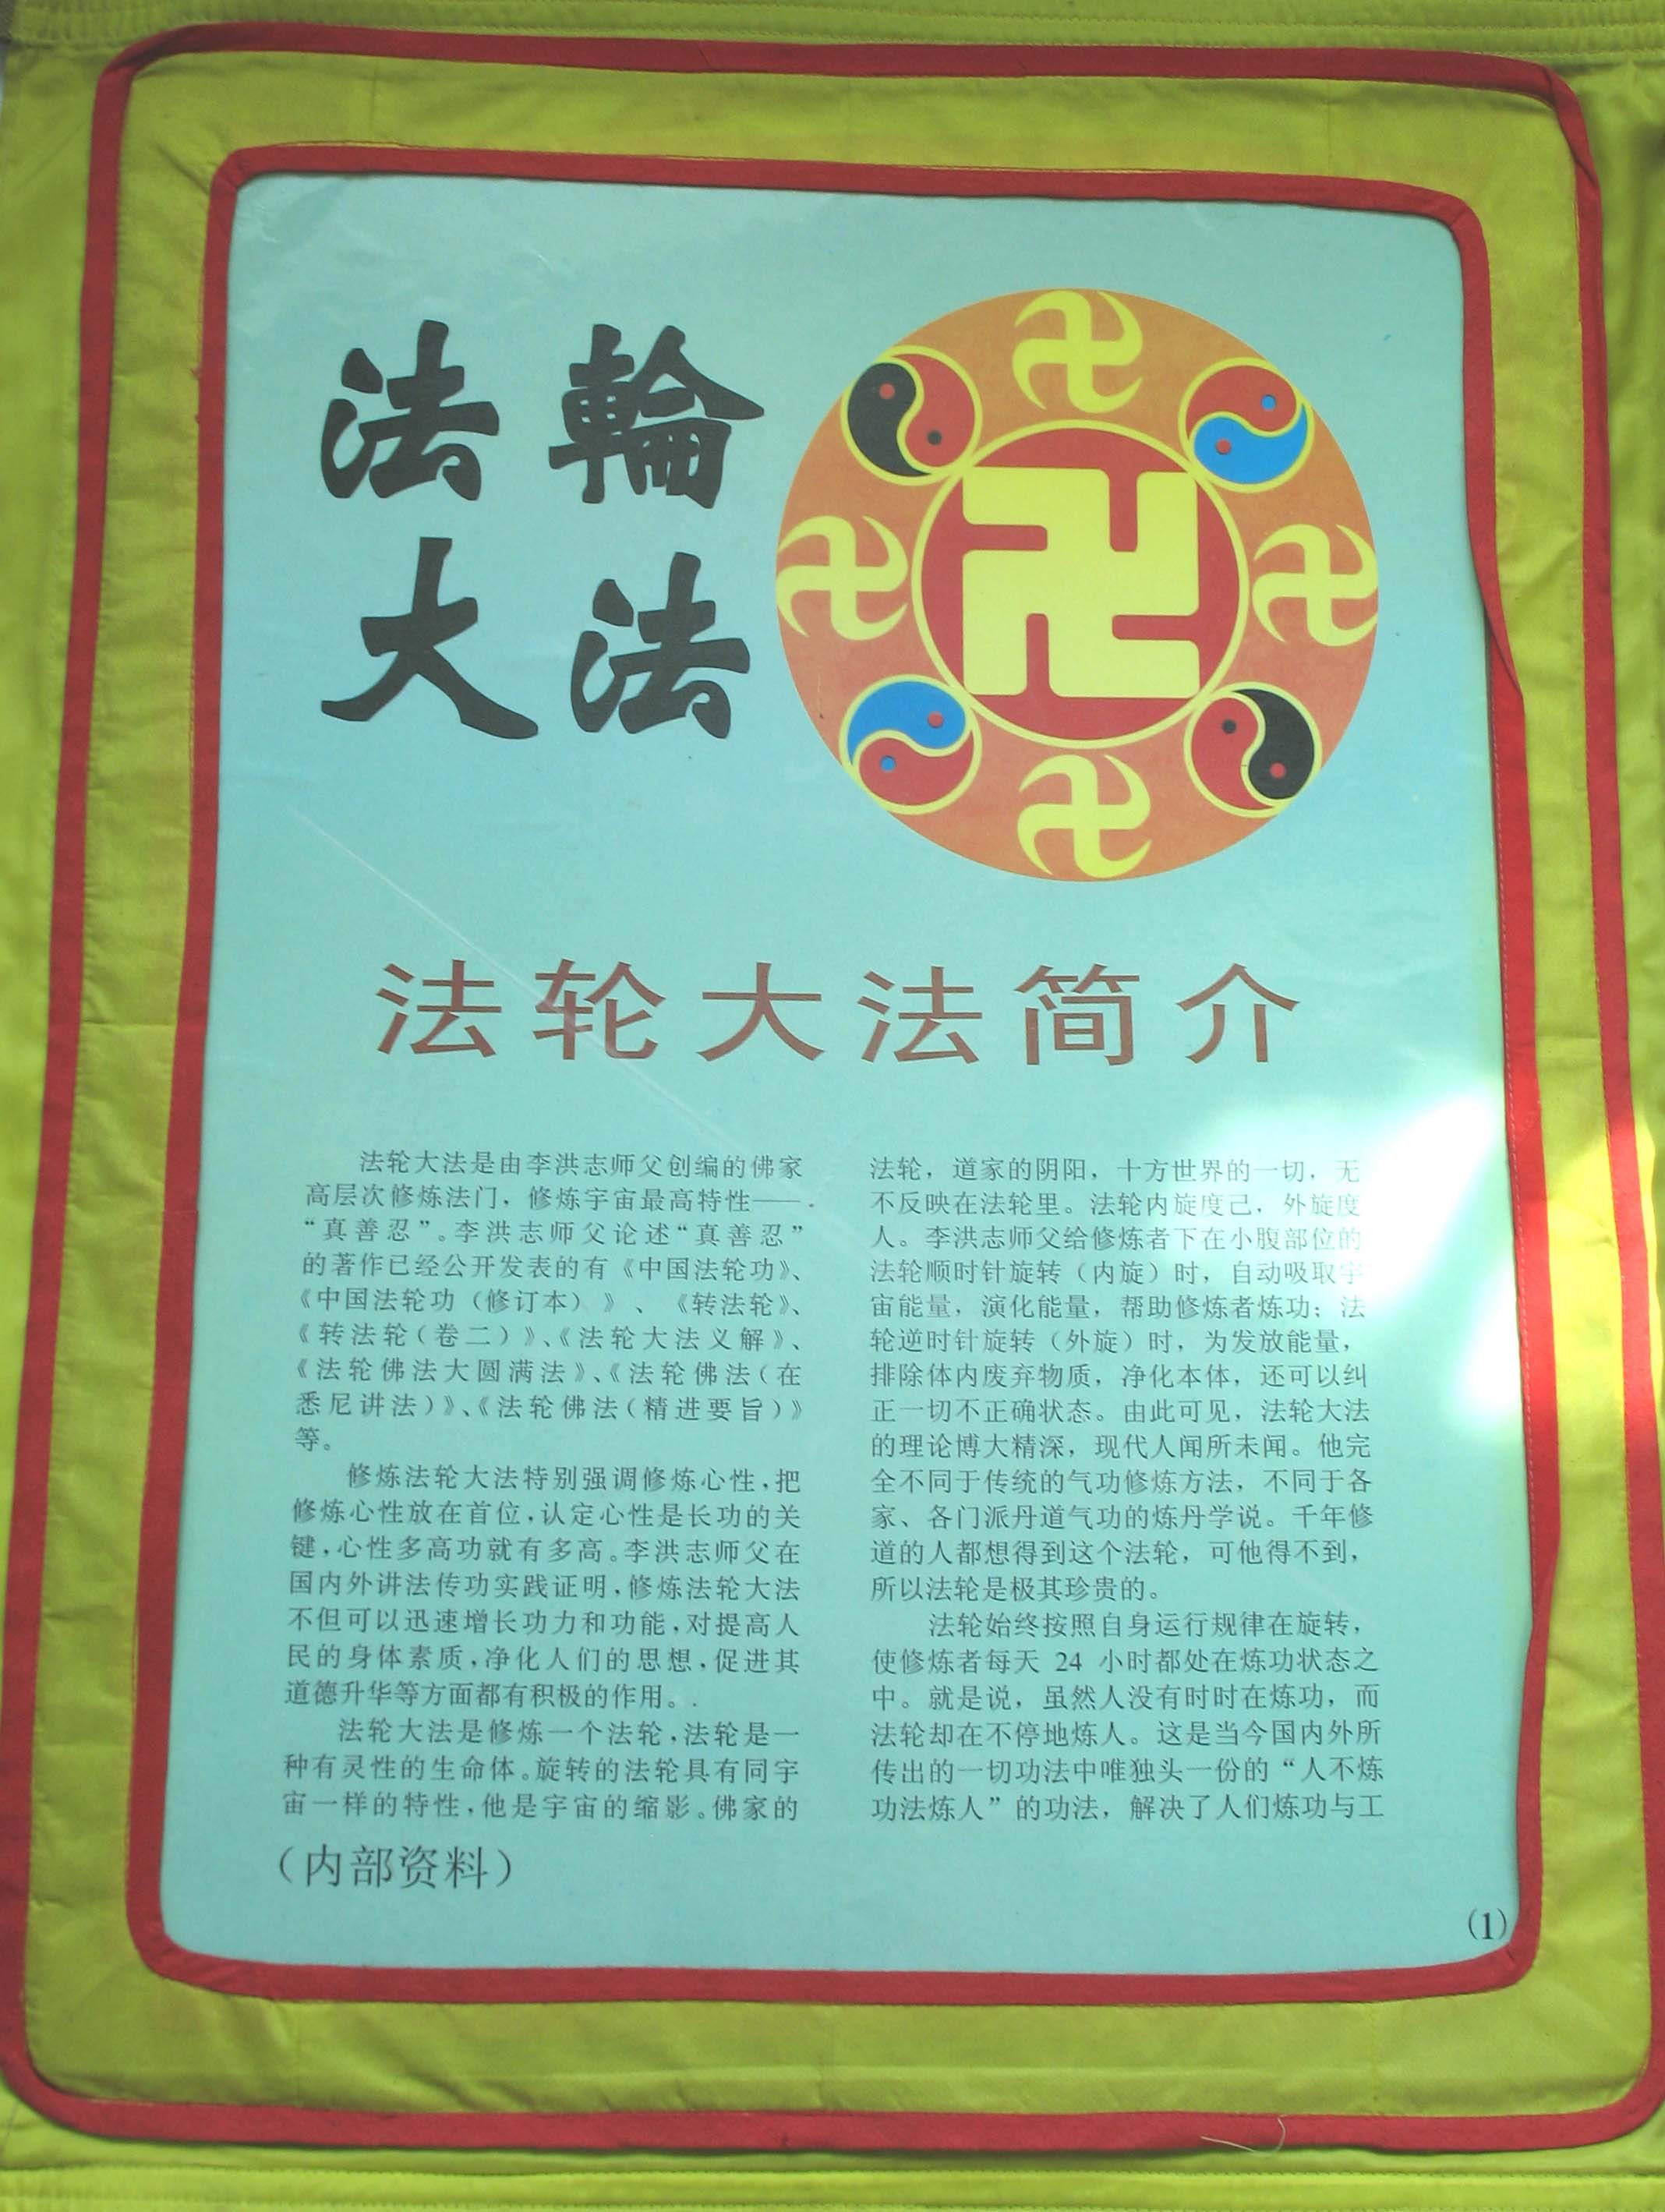 法輪
大法
法轮大法简介
法轮大法是由李洪志师父创编的佛家
高层次修炼法门，修炼宇宙最高特性——
“真善忍”。李洪志师父论述“真善忍”
的著作已经公开发表的有《中国法轮功》、
《中国法轮功（修订本）》、《转法轮》、
《转法轮（卷二）》、《法轮大法义解》、
《法轮佛法大圆满法》、《法轮佛法（在
悉尼讲法）》、《法轮佛法（精进要旨）》
等。
修炼法轮大法特别强调修炼心性，把
修炼心性放在首位，认定心性是长功的关
键，心性多高功就有多高。李洪志师父在
国内外讲法传功实践证明，修炼法轮大法
不但可以迅速增长功力和功能，对提高人
民的身体素质，净化人们的思想，促进其
道德升华等方面都有积极的作用。
法轮大法是修炼一个法轮，法轮是一
种有灵性的生命体。旋转的法轮具有同宇
宙一样的特性，他是宇宙的缩影。佛家的
法轮，道家的阴阳，十方世界的一切，无
不反映在法轮里。法轮内旋度己，外旋度
人。李洪志师父给修炼者下在小腹部位的
法轮顺时针旋转（内旋）时，自动吸取宇
宙能量，演化能量，帮助修炼者炼功；法
轮逆时针旋转（外旋）时，为发放能量，
排除体内废弃物质，净化本体，还可以纠
正一切不正确状态。由此可见，法轮大法
的理论博大精深，现代人闻所未闻。他完
全不同于传统的气功修炼方法，不同于各
家、各门派丹道气功的炼丹学说。千年修
道的人都想得到这个法轮，可他得不到，
所以法轮是极其珍贵的。
法轮始终按照自身运行规律在旋转，
使修炼者每天 24 小时都处在炼功状态之
中。就是说，虽然人没有时时在炼功，而
法轮却在不停地炼人。这是当今国内外所
传出的一切功法中唯独头一份的“人不炼
功法炼人”的功法，解决了人们炼功与工
（内部资料）
(1)